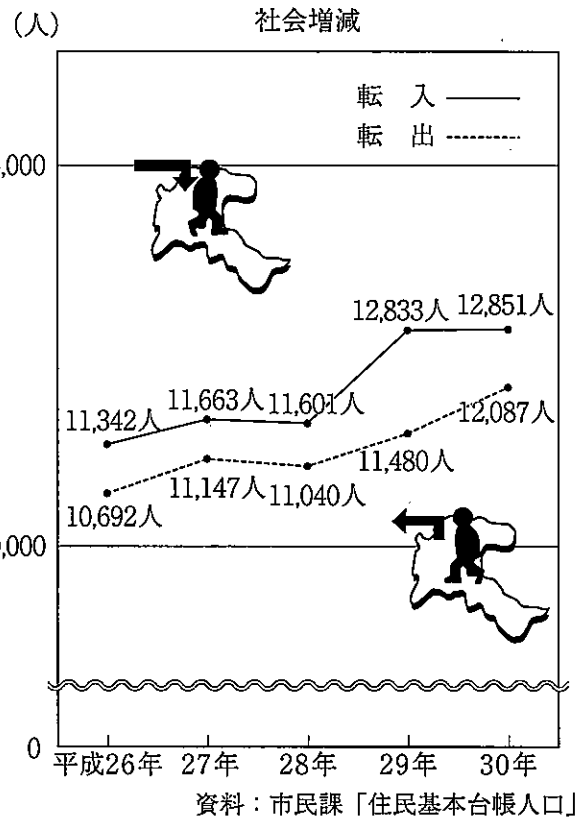 (人)
社会増減
転 入
転 出
,000
12,833人 12,851人
11,342人 11,663人 11,601人
12,087人
11,480人
11,147人 11,040人
10,692人
,000
0
平成26年 27年 28年 29年 30年
資料：市民課「住民基本台帳人口」